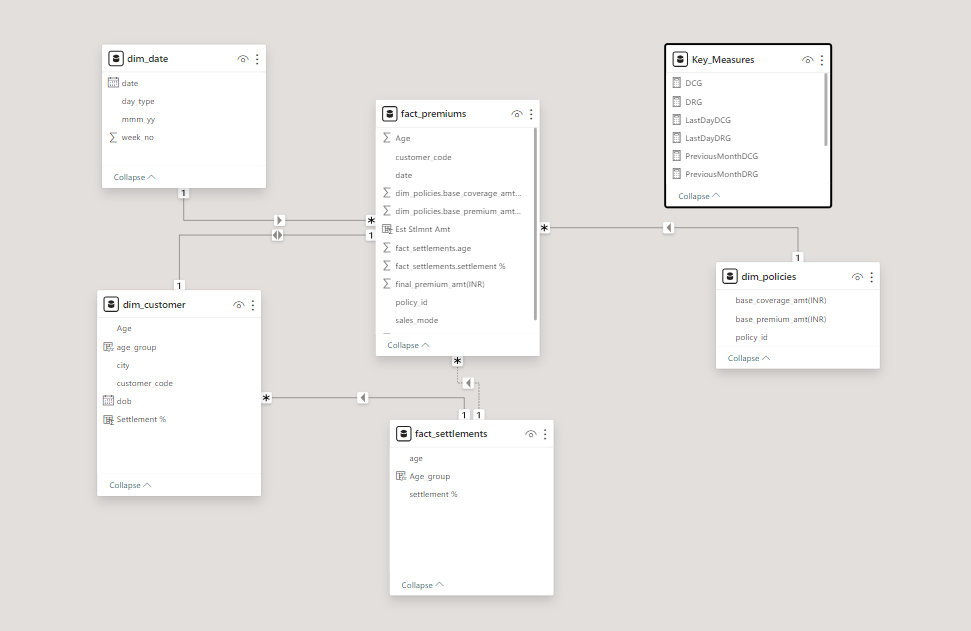 dim_date
date
day_type
mmm_yy
week_no
Collapse
Key_Measures
DCG
DRG
LastDayDCG
LastDayDRG
PreviousMonthDCG
PreviousMonthDRG
Collapse
fact_premiums
Age
customer_code
date
dim_policies.base_coverage_amt...
dim_policies.base_premium_amt...
Est Stlmnt Amt
fact_settlements.age
fact_settlements.settlement %
final_premium_amt(INR)
policy_id
sales_mode
Collapse
1
*
1
1
*
1
dim_policies
base_coverage_amt(INR)
base_premium_amt(INR)
policy_id
Collapse
dim_customer
Age
age_group
city
customer_code
dob
Settlement %
Collapse
*
*
1
1
fact_settlements
age
Age_group
settlement %
Collapse